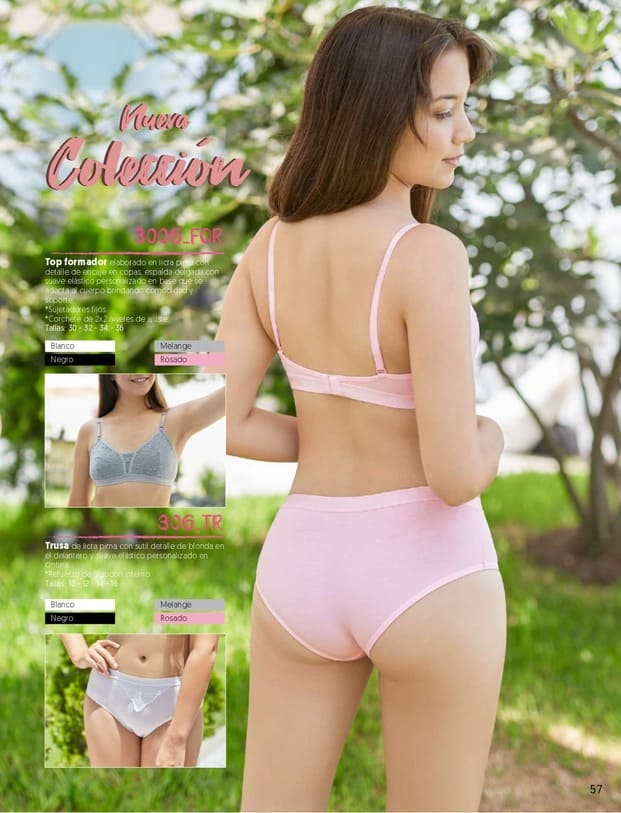 Nueva
Colección
3006_FOR
Top formador elaborado en licra pima con
detalle de encaje en copas, espalda delgada con
suave elástico personalizado en base que se
adapta al cuerpo brindando comodidad y
soporte.
*Sujetadores fijos
*Corchete de 2x2 niveles de ajuste
Tallas: 30 - 32 - 34 - 36
Blanco
Melange
Negro
Rosado
306_TR
Trusa de licra pima con sutil detalle de blonda en
el delantero y suave elástico personalizado en
cintura.
*Refuerzo de algodón interno
Tallas: 10 - 12 - 14 - 16
Blanco
Melange
Negro
Rosado
57